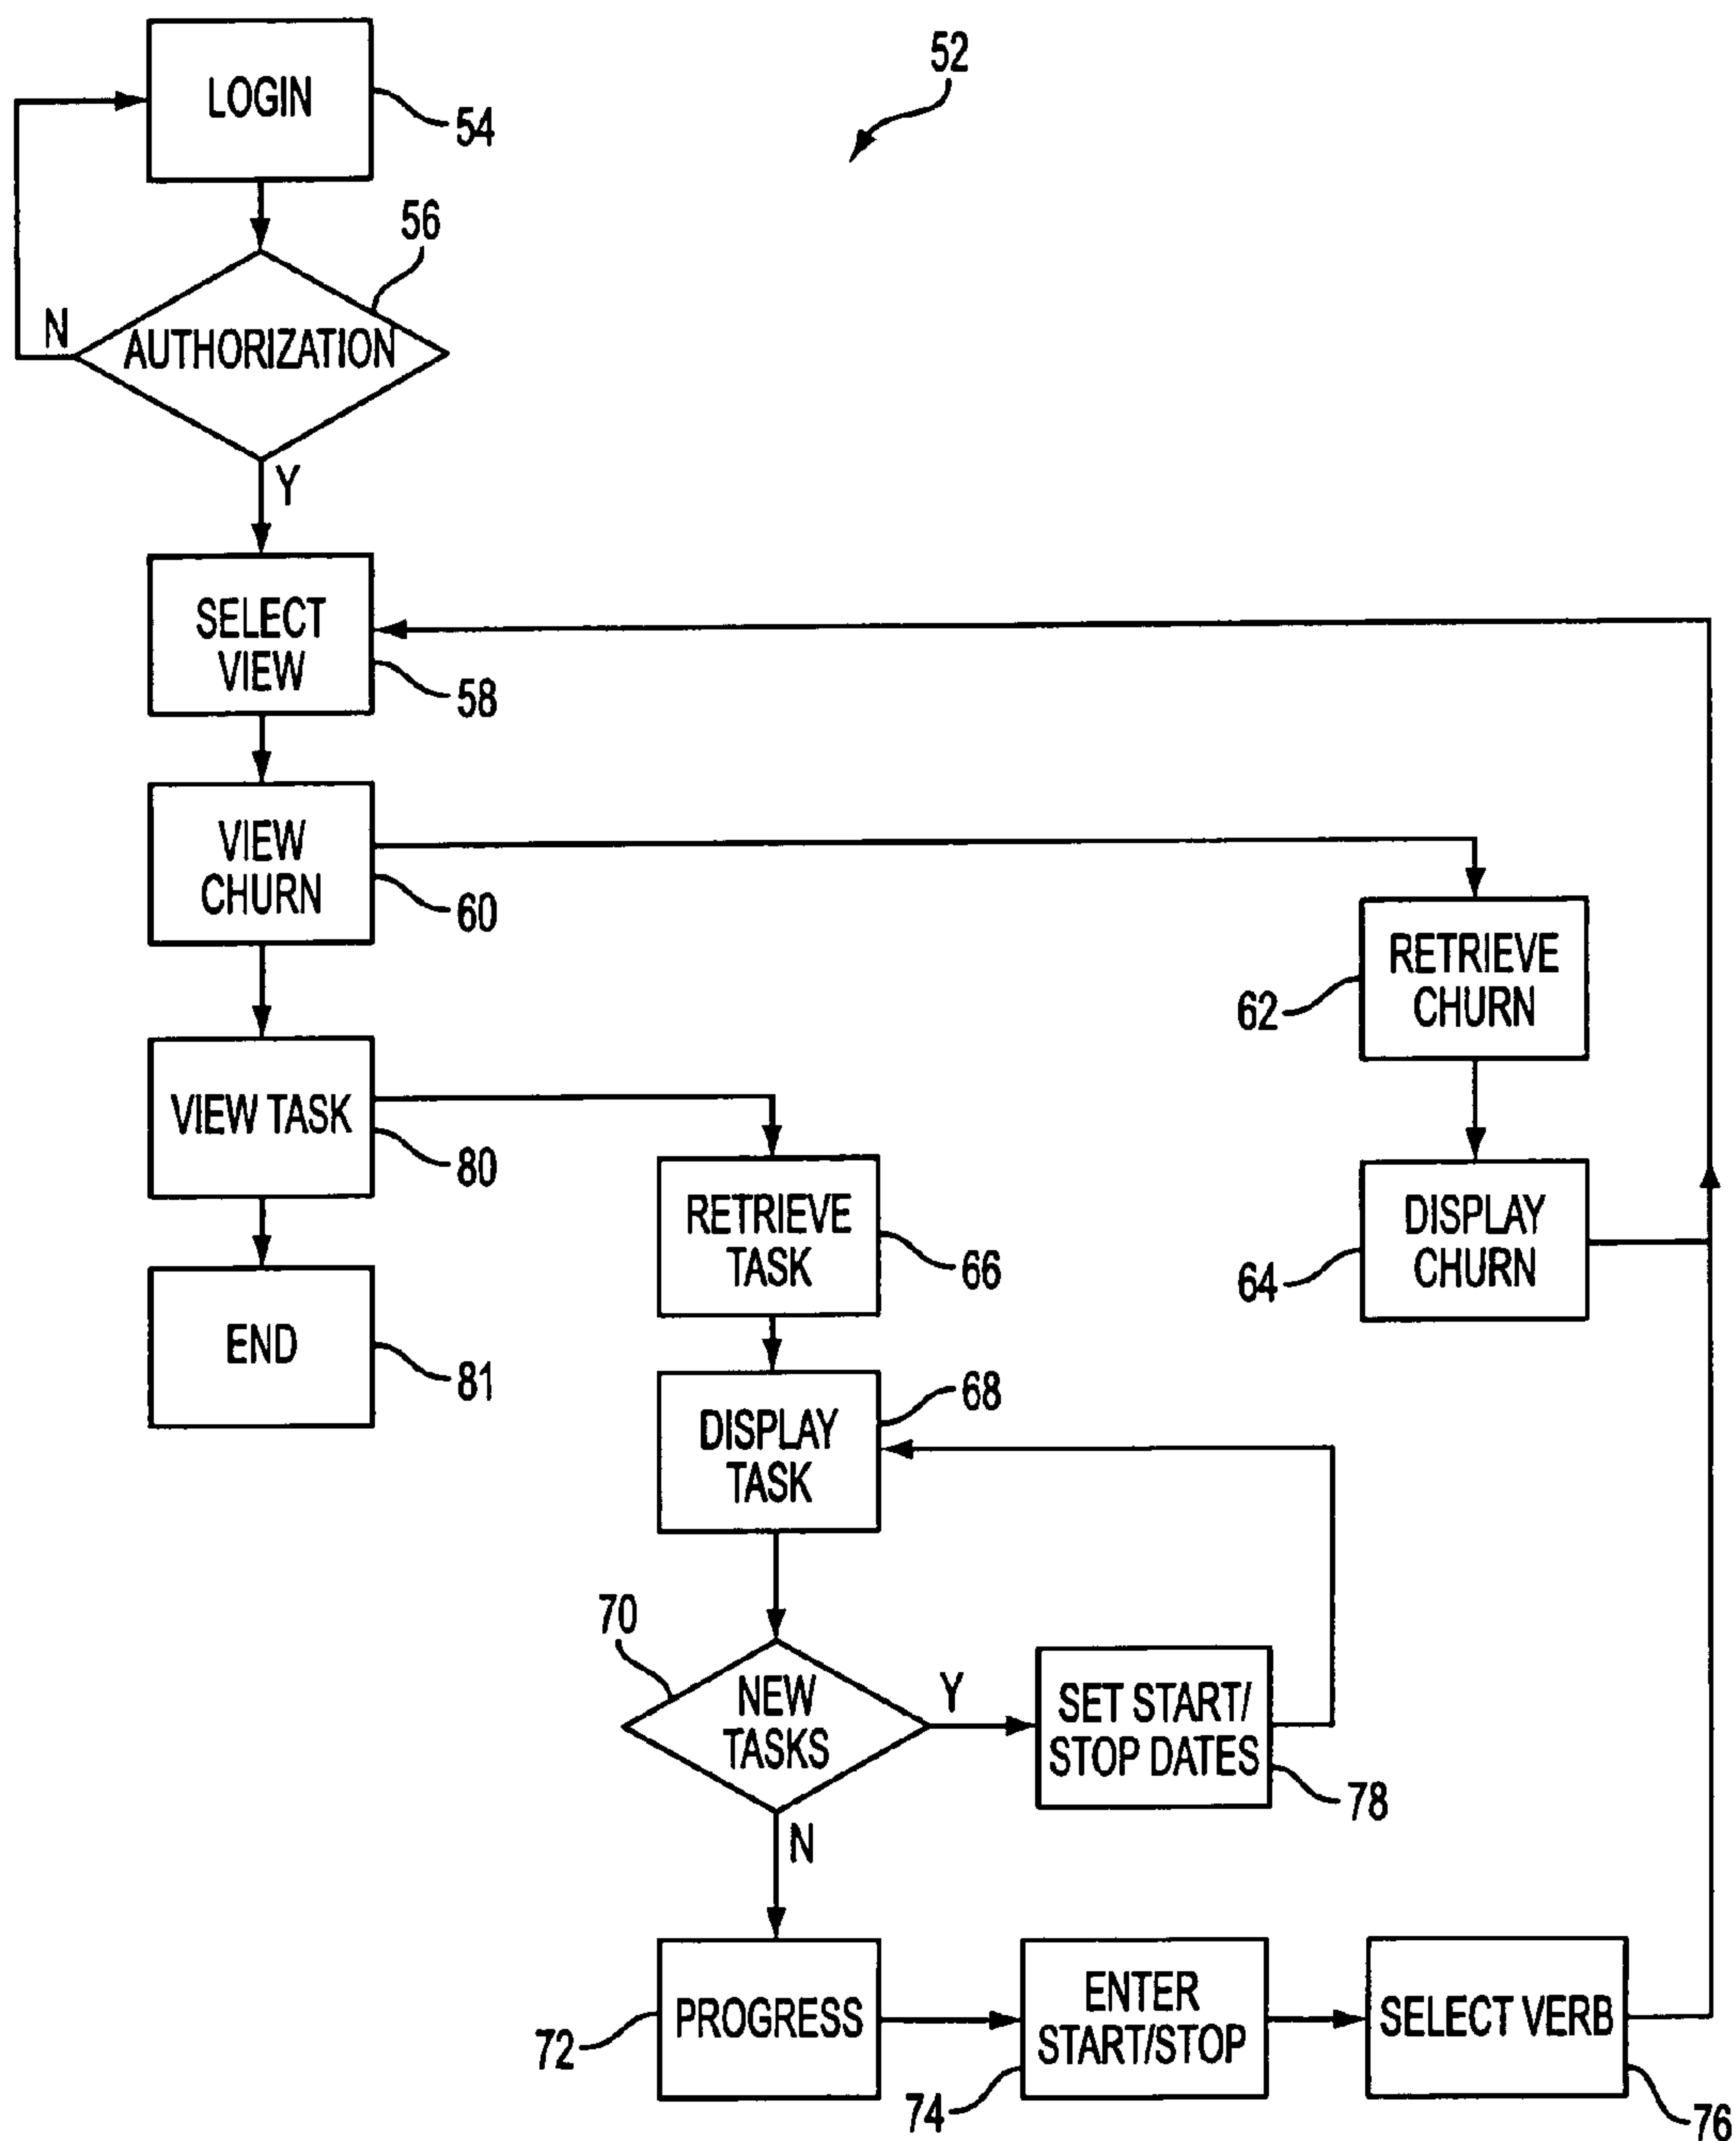 LOGIN
54
52
56
N
AUTHORIZATION
Y
SELECT
VIEW
58
VIEW
CHURN
60
RETRIEVE
CHURN
62
VIEW TASK
80
RETRIEVE
TASK
66
DISPLAY
CHURN
64
END
81
DISPLAY
TASK
68
70
NEW
TASKS
Y
SET START/
STOP DATES
78
N
PROGRESS
72
ENTER
START/STOP
74
SELECT VERB
76